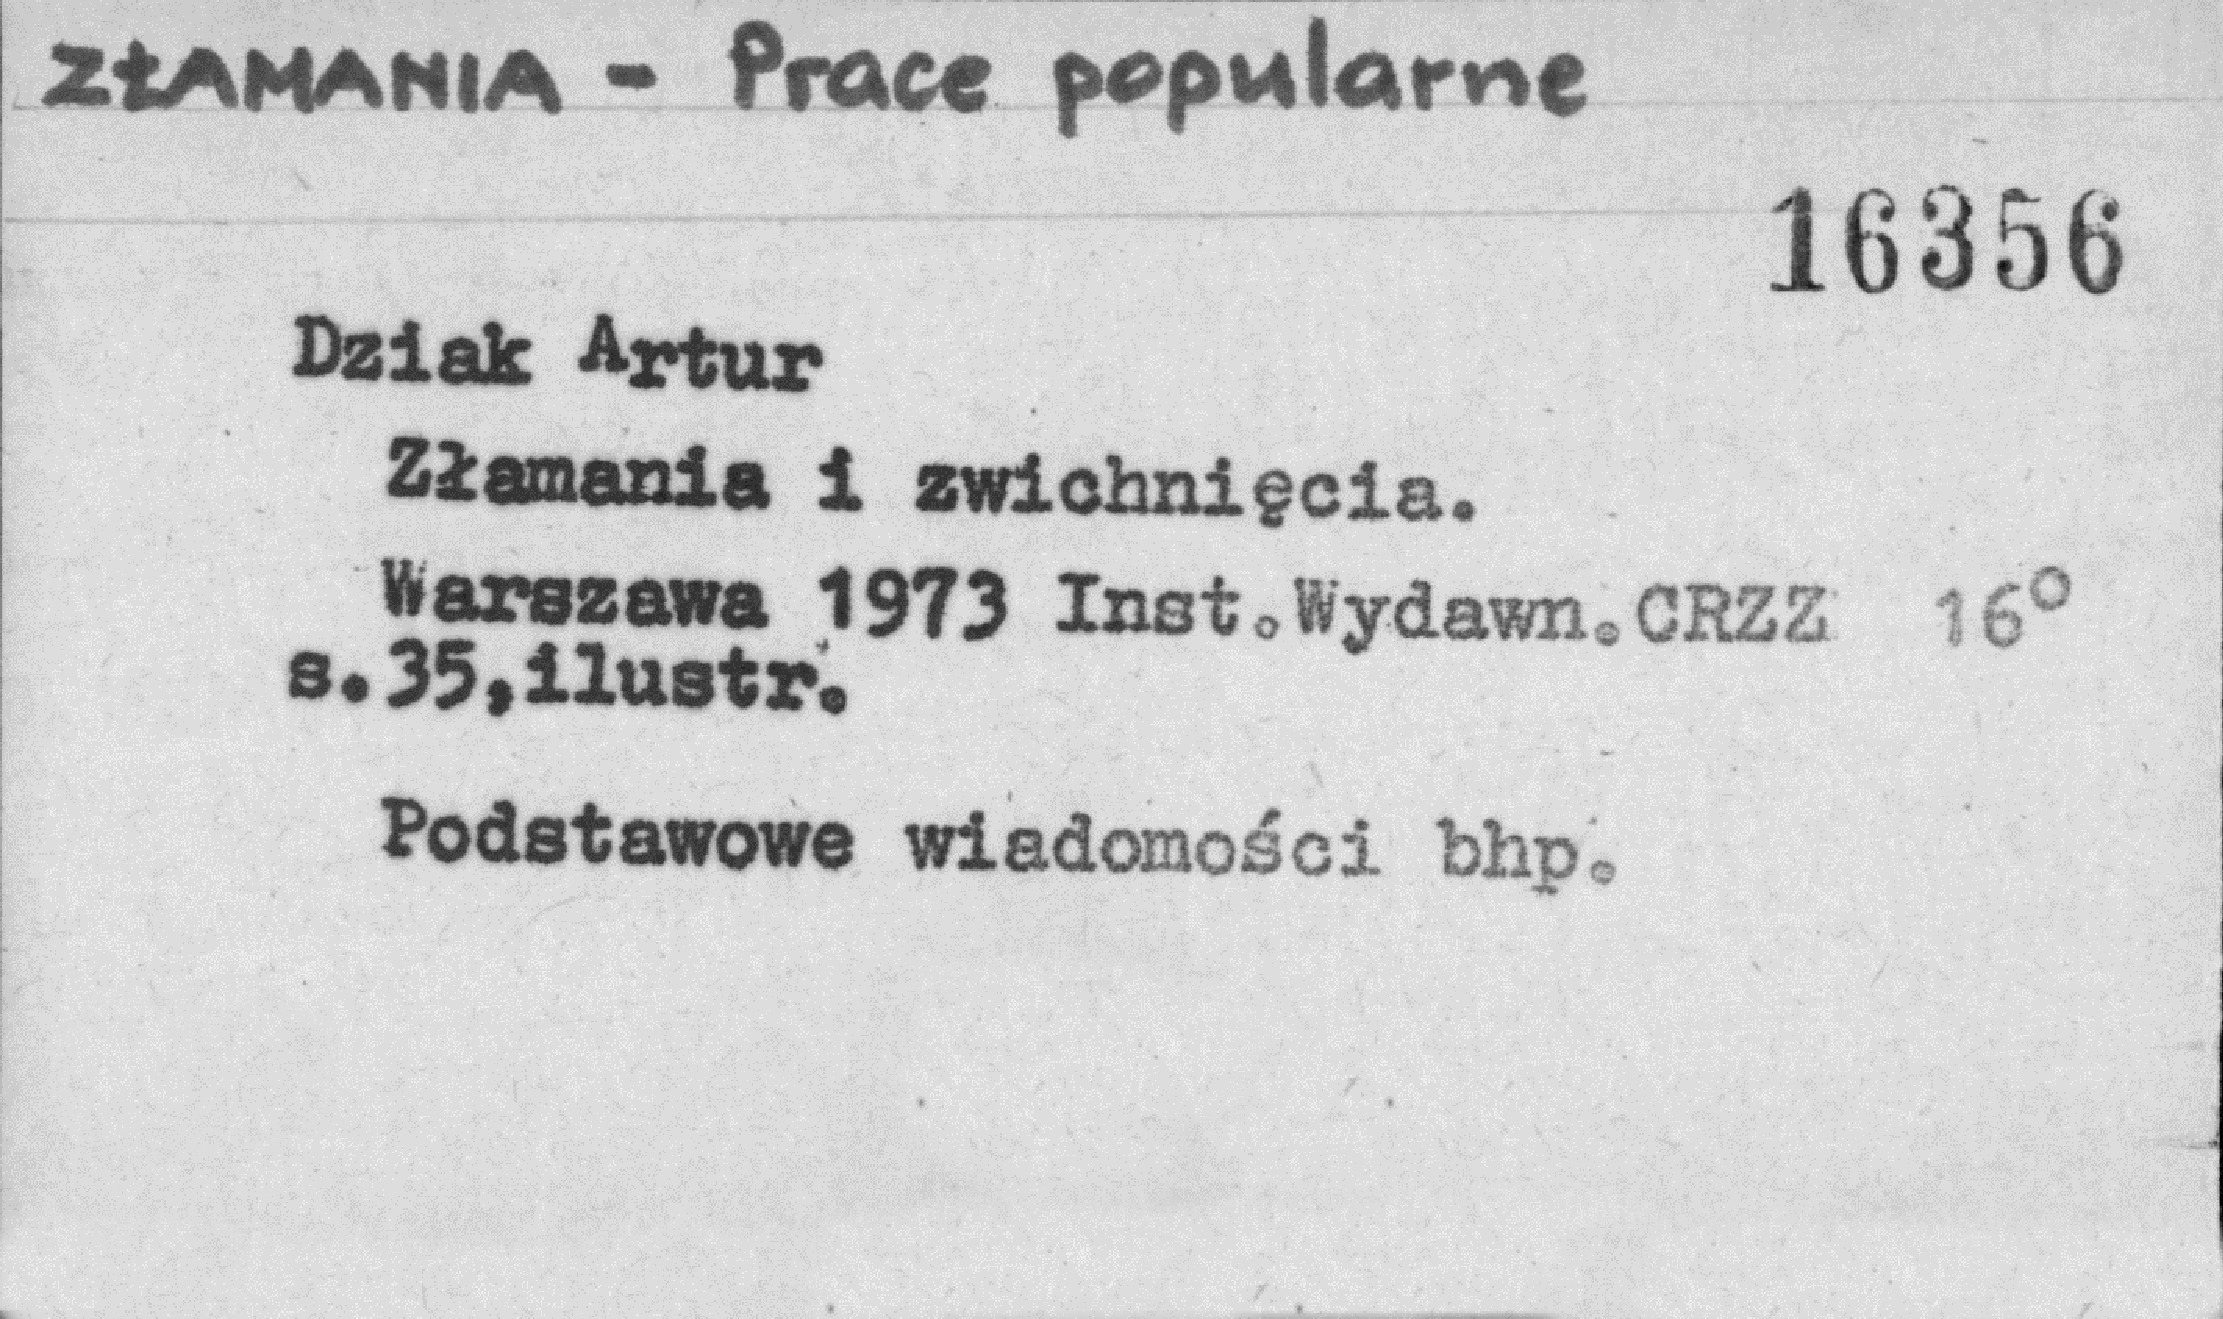 ZŁAMANIA - Prace popularne
16356
Dziak Artur
Złamania i zwichnięcia.
Warszawa 1973 Inst.Wydawn.CRZZ 16°
s.35,ilustr.
Podstawowe wiadomości bhp.